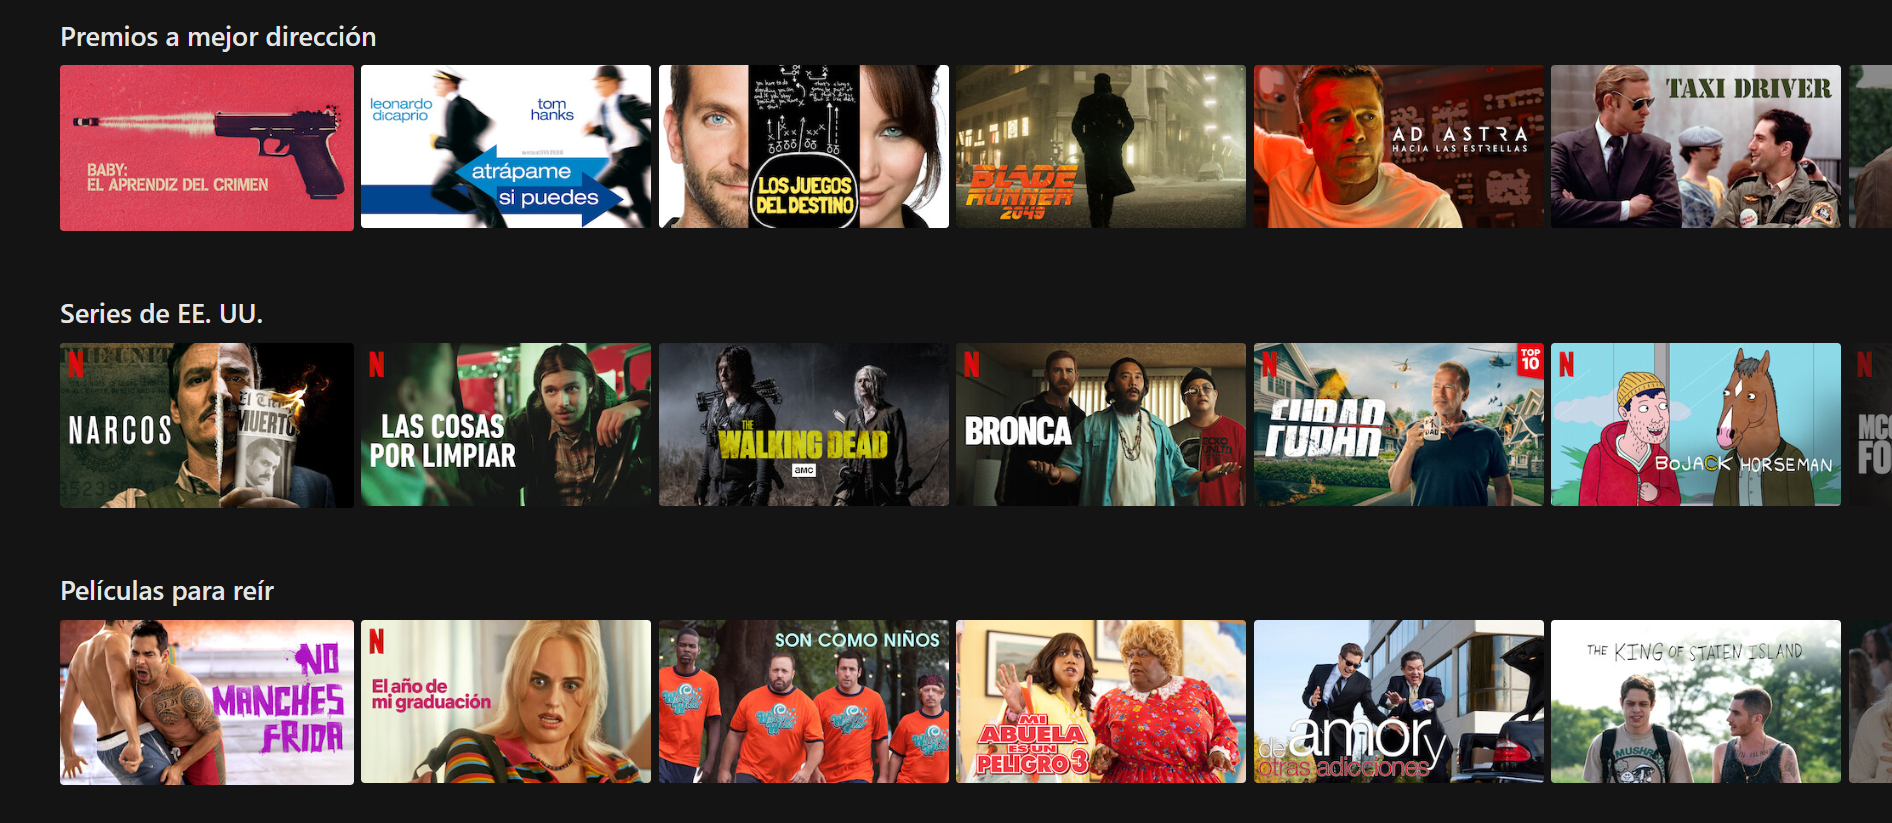 Premios a mejor dirección
BABY:
EL APRENDIZ DEL CRIMEN
leonardo
dicaprio
tom
hanks
atrápame
si puedes
LOS JUEGOS
DEL DESTINO
BLADE
RUNNER
2049
AD ASTRA
HACIA LAS ESTRELLAS
TAXI DRIVER
Series de EE. UU.
N
NARCOS
MUERTO
N
LAS COSAS
POR LIMPIAR
THE
WALKING DEAD
amc
N
BRONCA
N
FUBAR
TOP
10
N
BOJACK HORSEMAN
N
Películas para reír
NO
MANCHES
FRIDA
N
El año de
mi graduación
SON COMO NIÑOS
MI
ABUELA
ES UN
PELIGRO 3
de amor y
otras adicciones
THE KING OF STATEN ISLAND